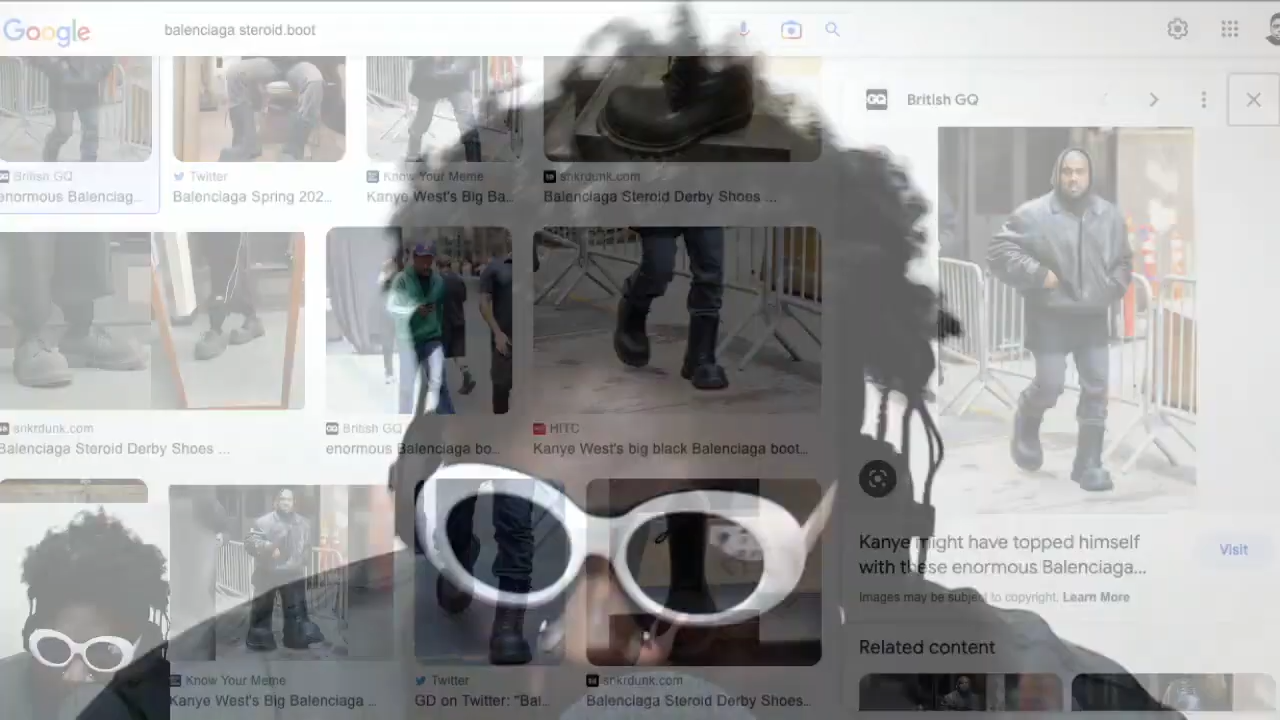 Google
balenciaga steroid.boot
GQ
British GQ
British GQ
Twitter
Know Your Meme
snkrdunk.com
enormous Balenciag...
Balenciaga Spring 202...
Kanye West's Big Ba...
Balenciaga Steroid Derby Shoes ...
snkrdunk.com
British GQ
HITC
Balenciaga Steroid Derby Shoes ...
enormous Balenciaga bo...
Kanye West's big black Balenciaga boot...
Kanye might have topped himself
with these enormous Balenciaga...
Visit
Images may be subject to copyright. Learn More
Related content
Know Your Meme
Twitter
snkrdunk.com
Kanye West's Big Balenciaga ...
GD on Twitter: "Bal...
Balenciaga Steroid Derby Shoes...